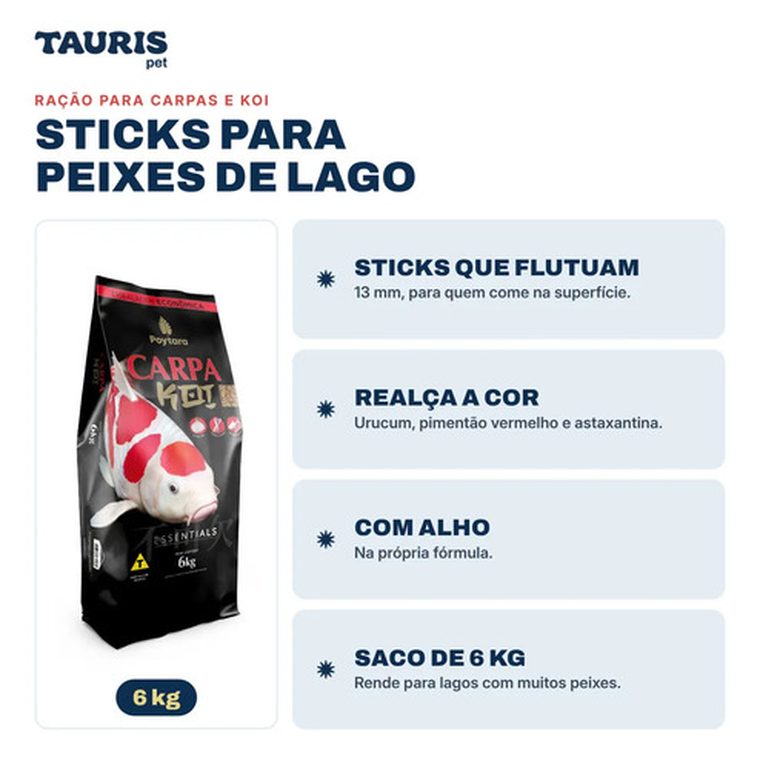 TAURIS
pet
RAÇÃO PARA CARPAS E KOI
STICKS PARA
PEIXES DE LAGO
ECONÔMICA
Poytara
CARPA
KOI
6kg
ESSENTIALS
6kg
6 kg
STICKS QUE FLUTUAM
13 mm, para quem come na superfície.
REALÇA A COR
Urucum, pimentão vermelho e astaxantina.
COM ALHO
Na própria fórmula.
SACO DE 6 KG
Rende para lagos com muitos peixes.